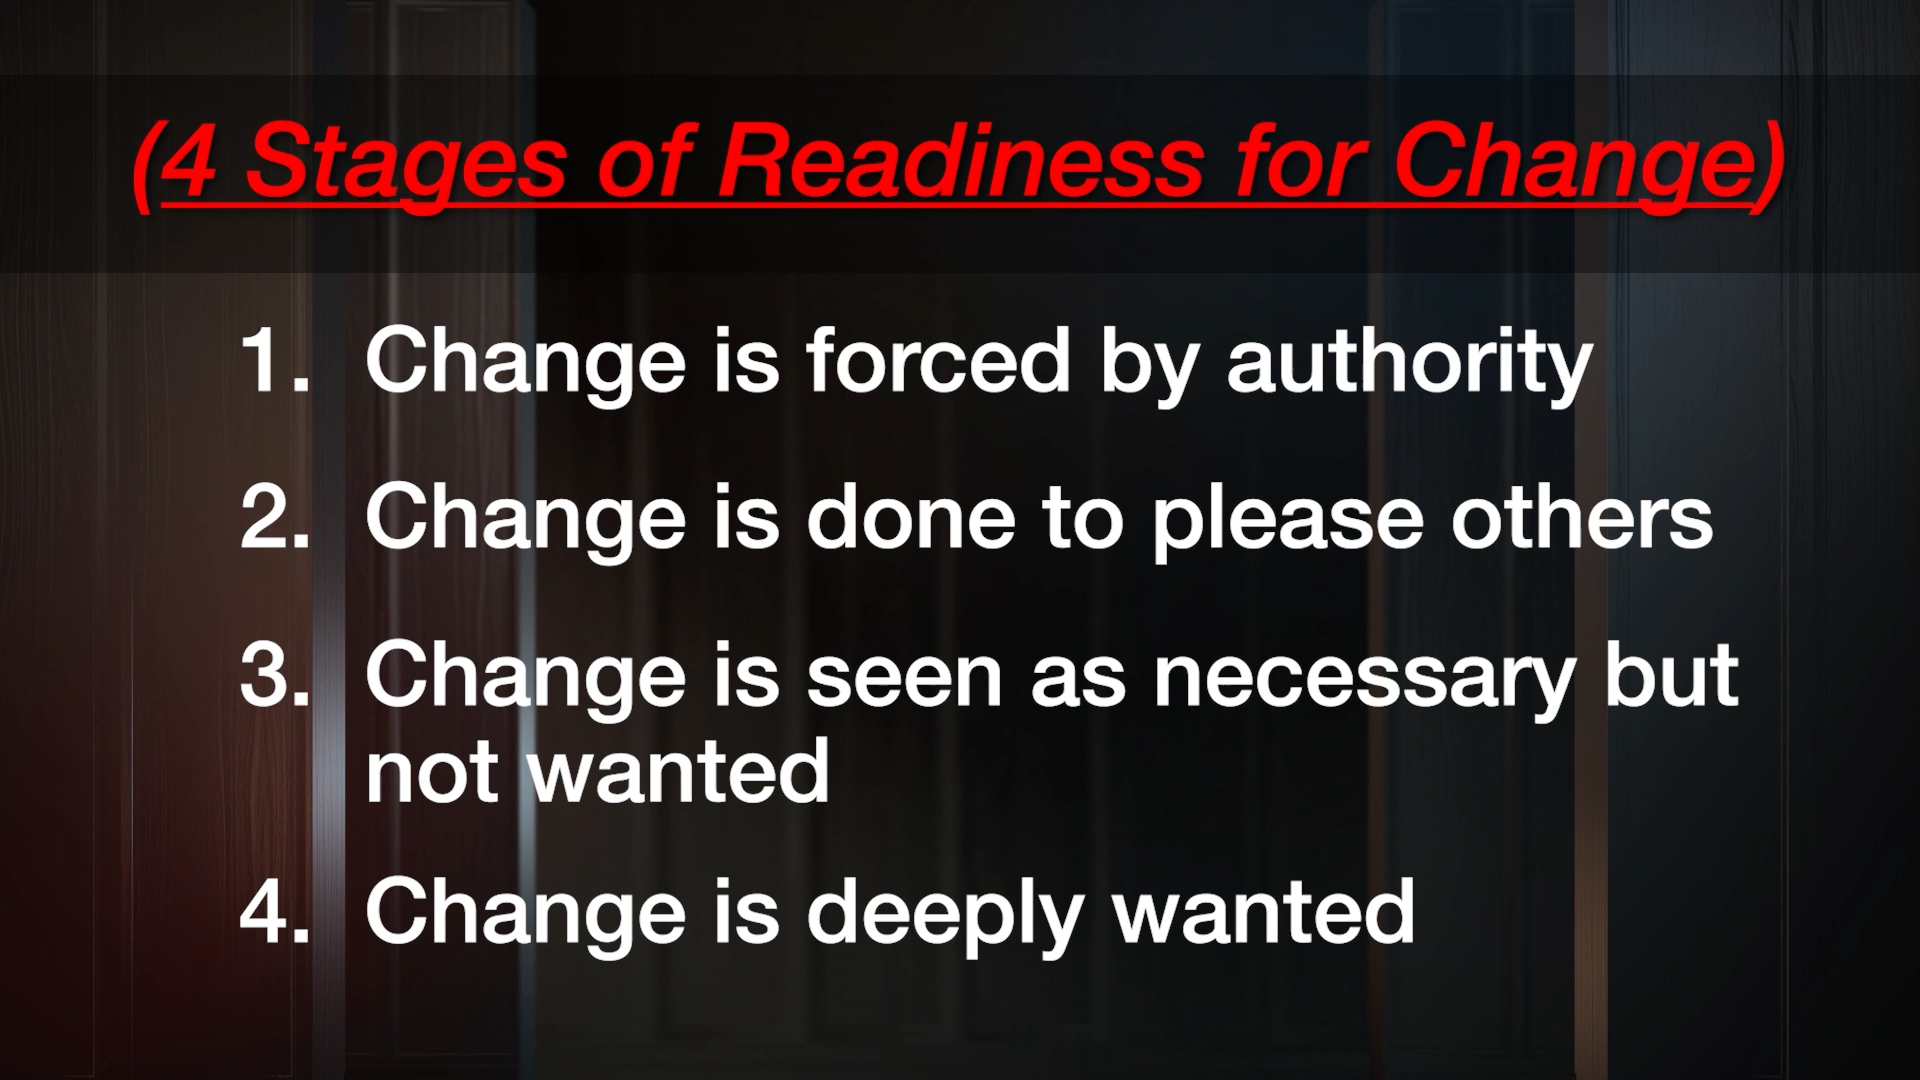 (4 Stages of Readiness for Change)
1. Change is forced by authority
2. Change is done to please others
3. Change is seen as necessary but
not wanted
4. Change is deeply wanted